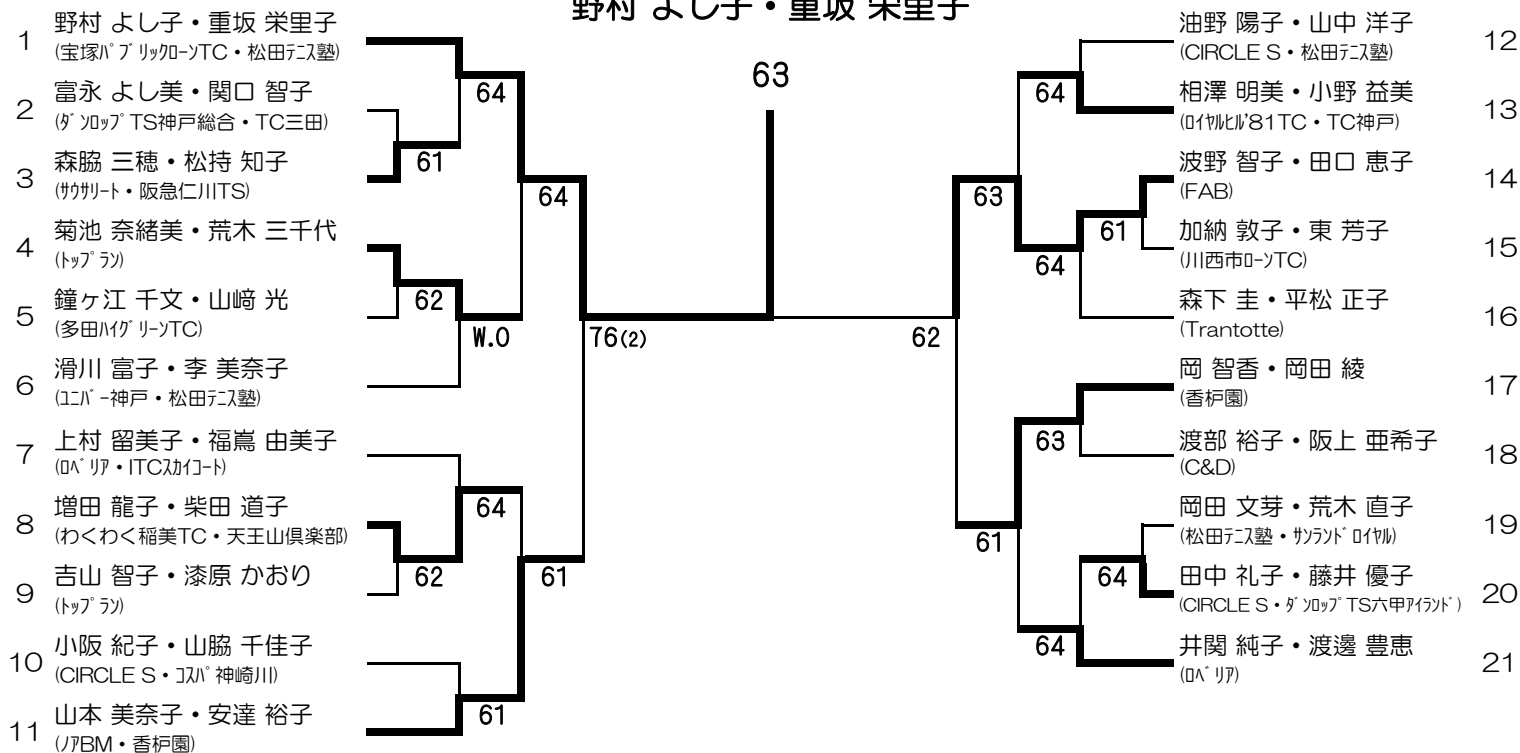 野村 よし子・重坂 栄里子
63
1
野村 よし子・重坂 栄里子
(宝塚ﾊﾟﾌﾞﾘｯｸﾛｰﾝTC・松田ﾃﾆｽ塾)
2
富永 よし美・関口 智子
(ﾀﾞﾝﾛｯﾌﾟTS神戸総合・TC三田)
3
森脇 三穂・松持 知子
(ｻｳｻﾘｰﾄ・阪急仁川TS)
4
菊池 奈緒美・荒木 三千代
(ﾄｯﾌﾟﾗﾝ)
5
鐘ヶ江 千文・山﨑 光
(多田ﾊｲｸﾞﾘｰﾝTC)
6
滑川 富子・李 美奈子
(ﾕﾆﾊﾞｰ神戸・松田ﾃﾆｽ塾)
7
上村 留美子・福嶌 由美子
(ﾛﾍﾞﾘｱ・ITCｽｶｲｺｰﾄ)
8
増田 龍子・柴田 道子
(わくわく稲美TC・天王山倶楽部)
9
吉山 智子・漆原 かおり
(ﾄｯﾌﾟﾗﾝ)
10
小阪 紀子・山脇 千佳子
(CIRCLE S・ｺｽﾊﾟ神崎川)
11
山本 美奈子・安達 裕子
(ﾉｱBM・香枦園)
64
61
64
62
W.O
76(2)
64
62
61
61
油野 陽子・山中 洋子
(CIRCLE S・松田ﾃﾆｽ塾)
12
相澤 明美・小野 益美
(ﾛｲﾔﾙﾋﾙ'81TC・TC神戸)
13
波野 智子・田口 恵子
(FAB)
14
加納 敦子・東 芳子
(川西市ﾛｰﾝTC)
15
森下 圭・平松 正子
(Trantotte)
16
岡 智香・岡田 綾
(香枦園)
17
渡部 裕子・阪上 亜希子
(C&D)
18
岡田 文芽・荒木 直子
(松田ﾃﾆｽ塾・ｻﾝﾗﾝﾄﾞﾛｲﾔﾙ)
19
田中 礼子・藤井 優子
(CIRCLE S・ﾀﾞﾝﾛｯﾌﾟTS六甲ｱｲﾗﾝﾄﾞ)
20
井関 純子・渡邊 豊恵
(ﾛﾍﾞﾘｱ)
21
64
63
61
64
62
63
61
64
64